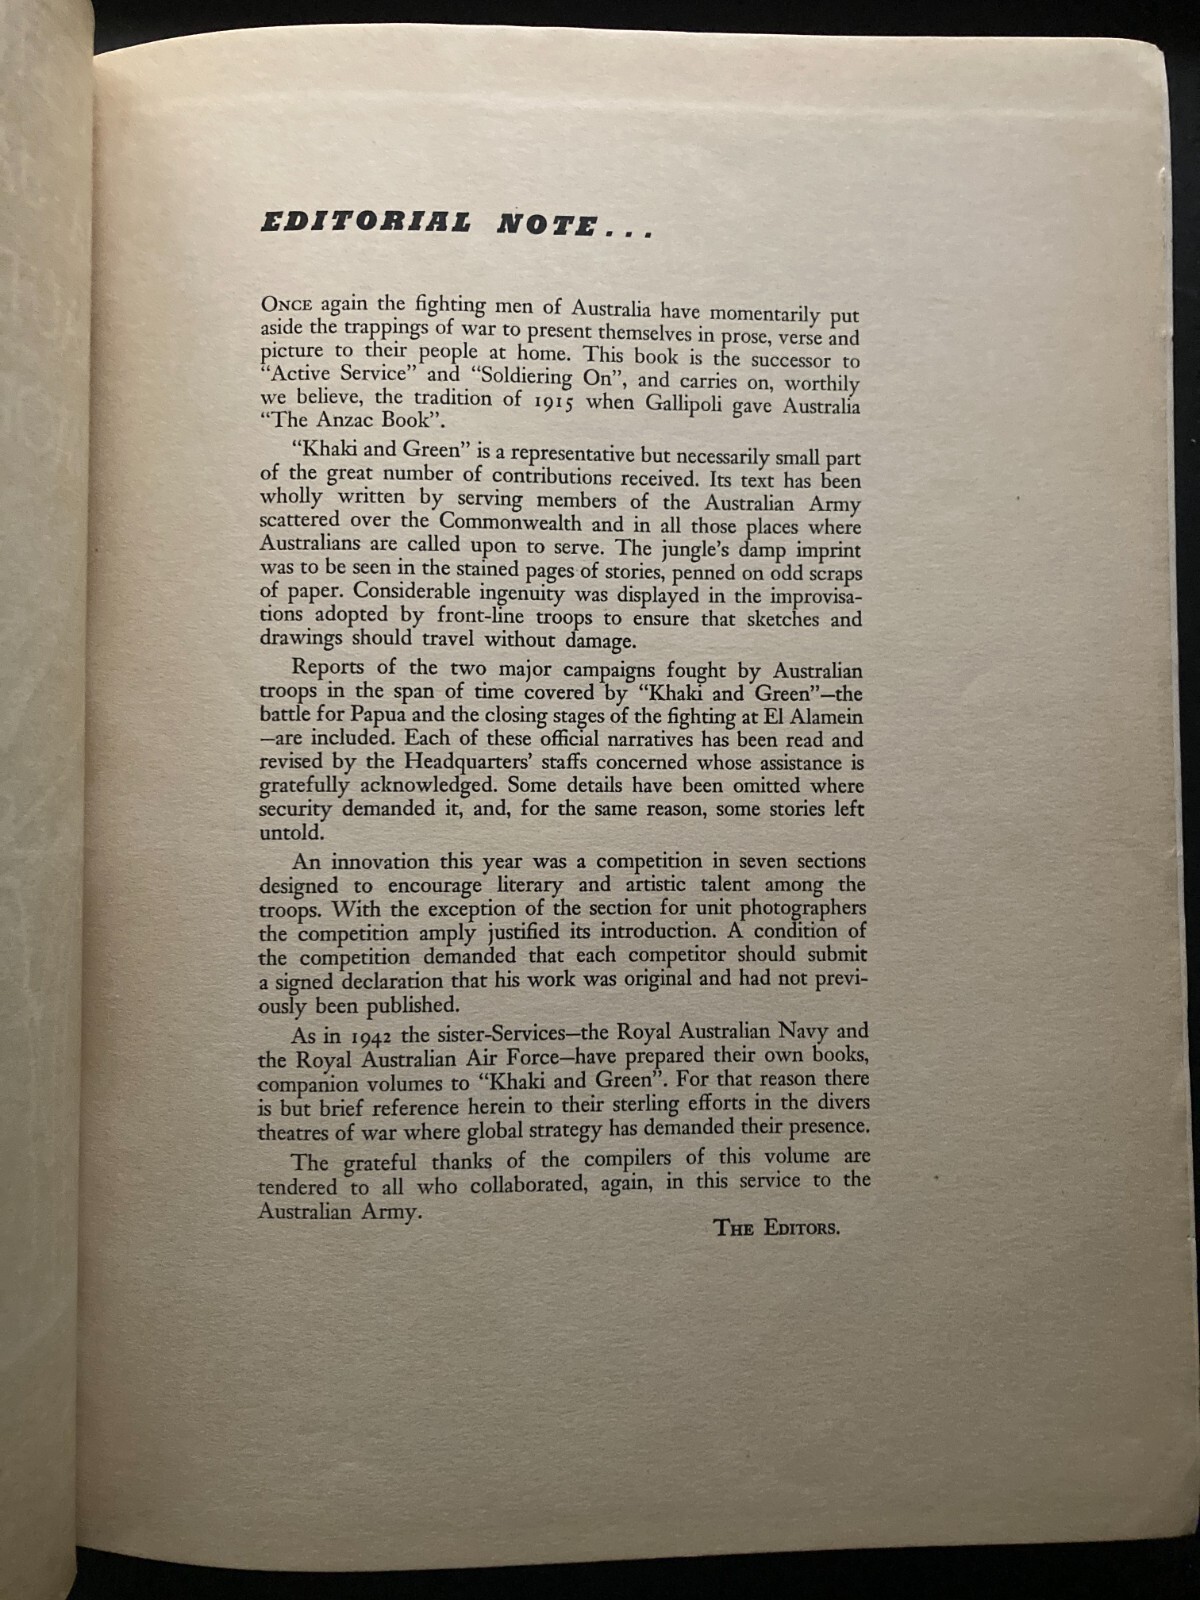 EDITORIAL NOTE...
ONCE again the fighting men of Australia have momentarily put
aside the trappings of war to present themselves in prose, verse and
picture to their people at home. This book is the successor to
“Active Service” and “Soldiering On”, and carries on, worthily
we believe, the tradition of 1915 when Gallipoli gave Australia
“The Anzac Book”.
“Khaki and Green” is a representative but necessarily small part
of the great number of contributions received. Its text has been
wholly written by serving members of the Australian Army
scattered over the Commonwealth and in all those places where
Australians are called upon to serve. The jungle’s damp imprint
was to be seen in the stained pages of stories, penned on odd scraps
of paper. Considerable ingenuity was displayed in the improvisa-
tions adopted by front-line troops to ensure that sketches and
drawings should travel without damage.
Reports of the two major campaigns fought by Australian
troops in the span of time covered by “Khaki and Green”—the
battle for Papua and the closing stages of the fighting at El Alamein
—are included. Each of these official narratives has been read and
revised by the Headquarters’ staffs concerned whose assistance is
gratefully acknowledged. Some details have been omitted where
security demanded it, and, for the same reason, some stories left
untold.
An innovation this year was a competition in seven sections
designed to encourage literary and artistic talent among the
troops. With the exception of the section for unit photographers
the competition amply justified its introduction. A condition of
the competition demanded that each competitor should submit
a signed declaration that his work was original and had not previ-
ously been published.
As in 1942 the sister-Services—the Royal Australian Navy and
the Royal Australian Air Force—have prepared their own books,
companion volumes to “Khaki and Green”. For that reason there
is but brief reference herein to their sterling efforts in the divers
theatres of war where global strategy has demanded their presence.
The grateful thanks of the compilers of this volume are
tendered to all who collaborated, again, in this service to the
Australian Army.
THE EDITORS.